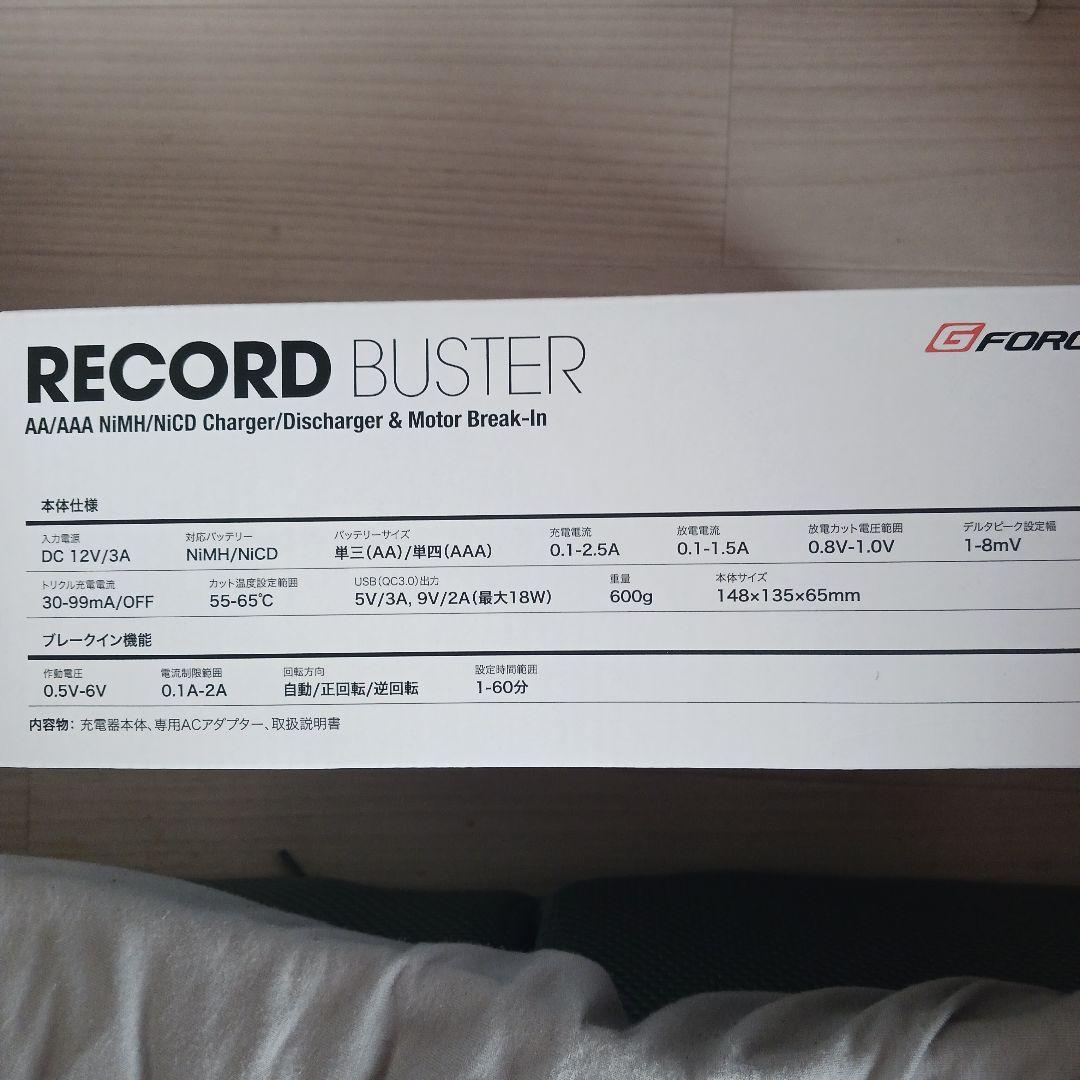 RECORD BUSTER
GFORC
AA/AAA NiMH/NiCD Charger/Discharger & Motor Break-In
本体仕様
入力電源 対応バッテリー バッテリーサイズ 充電電流 放電電流 放電カット電圧範囲 デルタピーク設定幅
DC 12V/3A NiMH/NiCD 単三(AA)/単四(AAA) 0.1-2.5A 0.1-1.5A 0.8V-1.0V 1-8mV
トリクル充電電流 カット温度設定範囲 USB(QC3.0)出力 重量 本体サイズ
30-99mA/OFF 55-65℃ 5V/3A, 9V/2A(最大18W) 600g 148×135×65mm
ブレークイン機能
作動電圧 電流制限範囲 回転方向 設定時間範囲
0.5V-6V 0.1A-2A 自動/正回転/逆回転 1-60分
内容物: 充電器本体、専用ACアダプター、取扱説明書